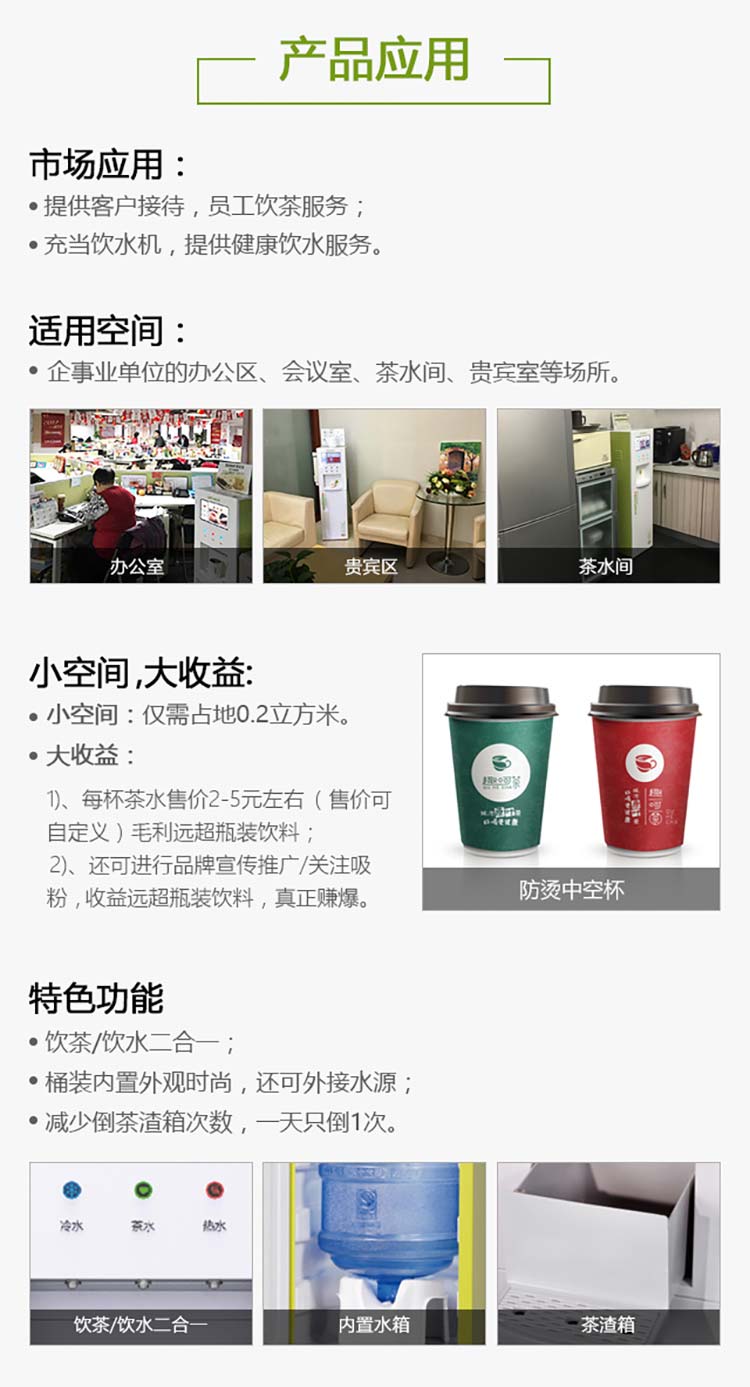 产品应用
市场应用：
•提供客户接待，员工饮茶服务；
•充当饮水机，提供健康饮水服务。
适用空间：
• 企事业单位的办公区、会议室、茶水间、贵宾室等场所。
办公室
贵宾区
茶水间
小空间,大收益:
• 小空间：仅需占地0.2立方米。
• 大收益：
1)、每杯茶水售价2-5元左右（售价可
自定义）毛利远超瓶装饮料；
2)、还可进行品牌宣传推广/关注吸
粉,收益远超瓶装饮料，真正赚爆。
趣喝茶
防烫中空杯
特色功能
•饮茶/饮水二合一；
•桶装内置外观时尚，还可外接水源；
•减少倒茶渣箱次数，一天只倒1次。
冷水
茶水
热水
饮茶/饮水二合一
内置水箱
茶渣箱